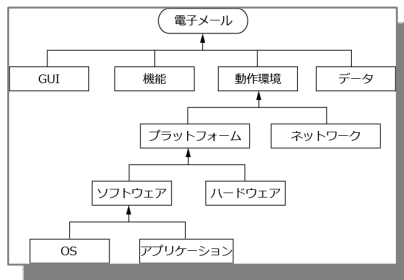 電子メール
GUI
機能
動作環境
データ
プラットフォーム
ネットワーク
ソフトウェア
ハードウェア
OS
アプリケーション